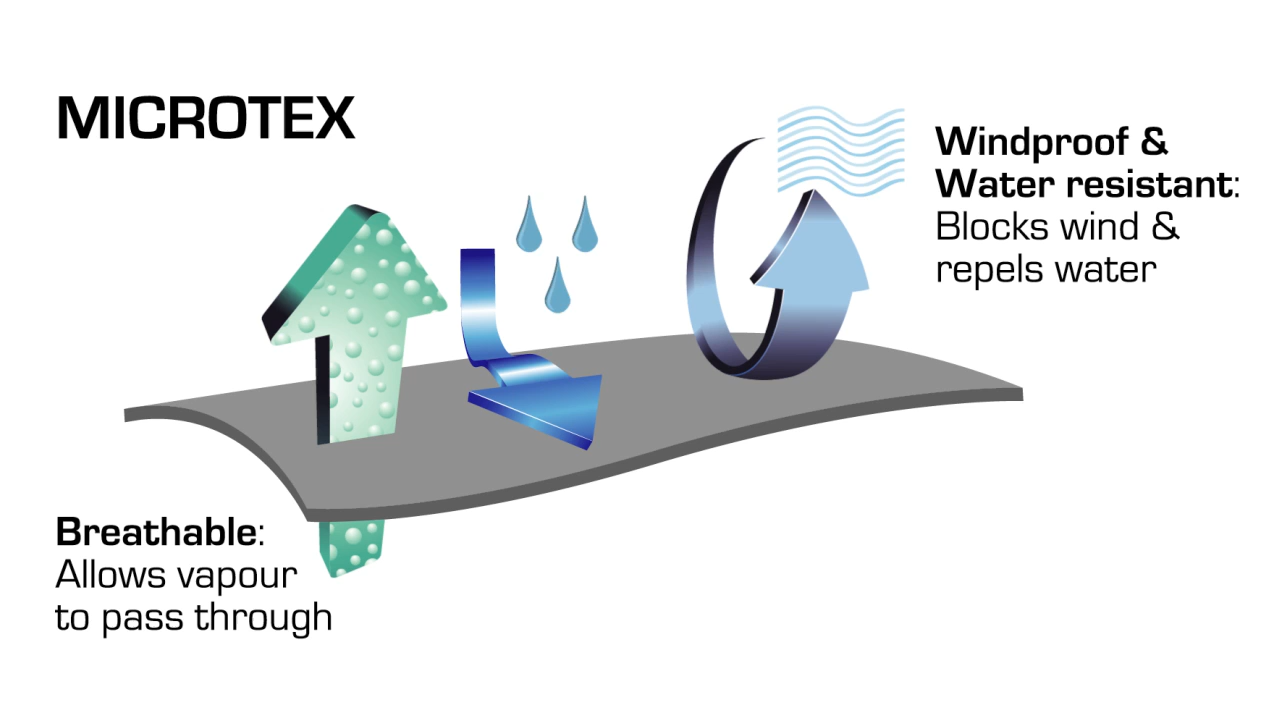 MICROTEX
Windproof &
Water resistant:
Blocks wind &
repels water
Breathable:
Allows vapour
to pass through